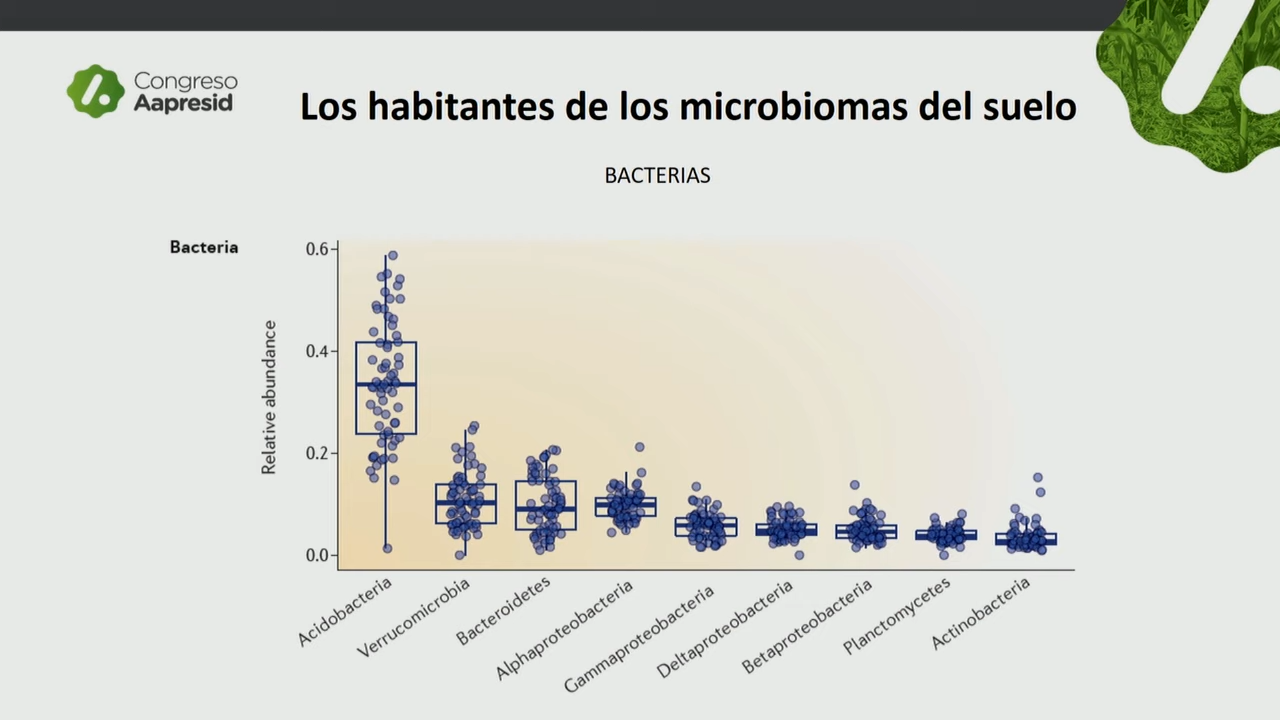 Congreso
Aapresid
Los habitantes de los microbiomas del suelo
BACTERIAS
Bacteria
Relative abundance
0.6
0.4
0.2
0.0
Acidobacteria
Verrucomicrobia
Bacteroidetes
Alphaproteobacteria
Gammaproteobacteria
Deltaproteobacteria
Betaproteobacteria
Planctomycetes
Actinobacteria